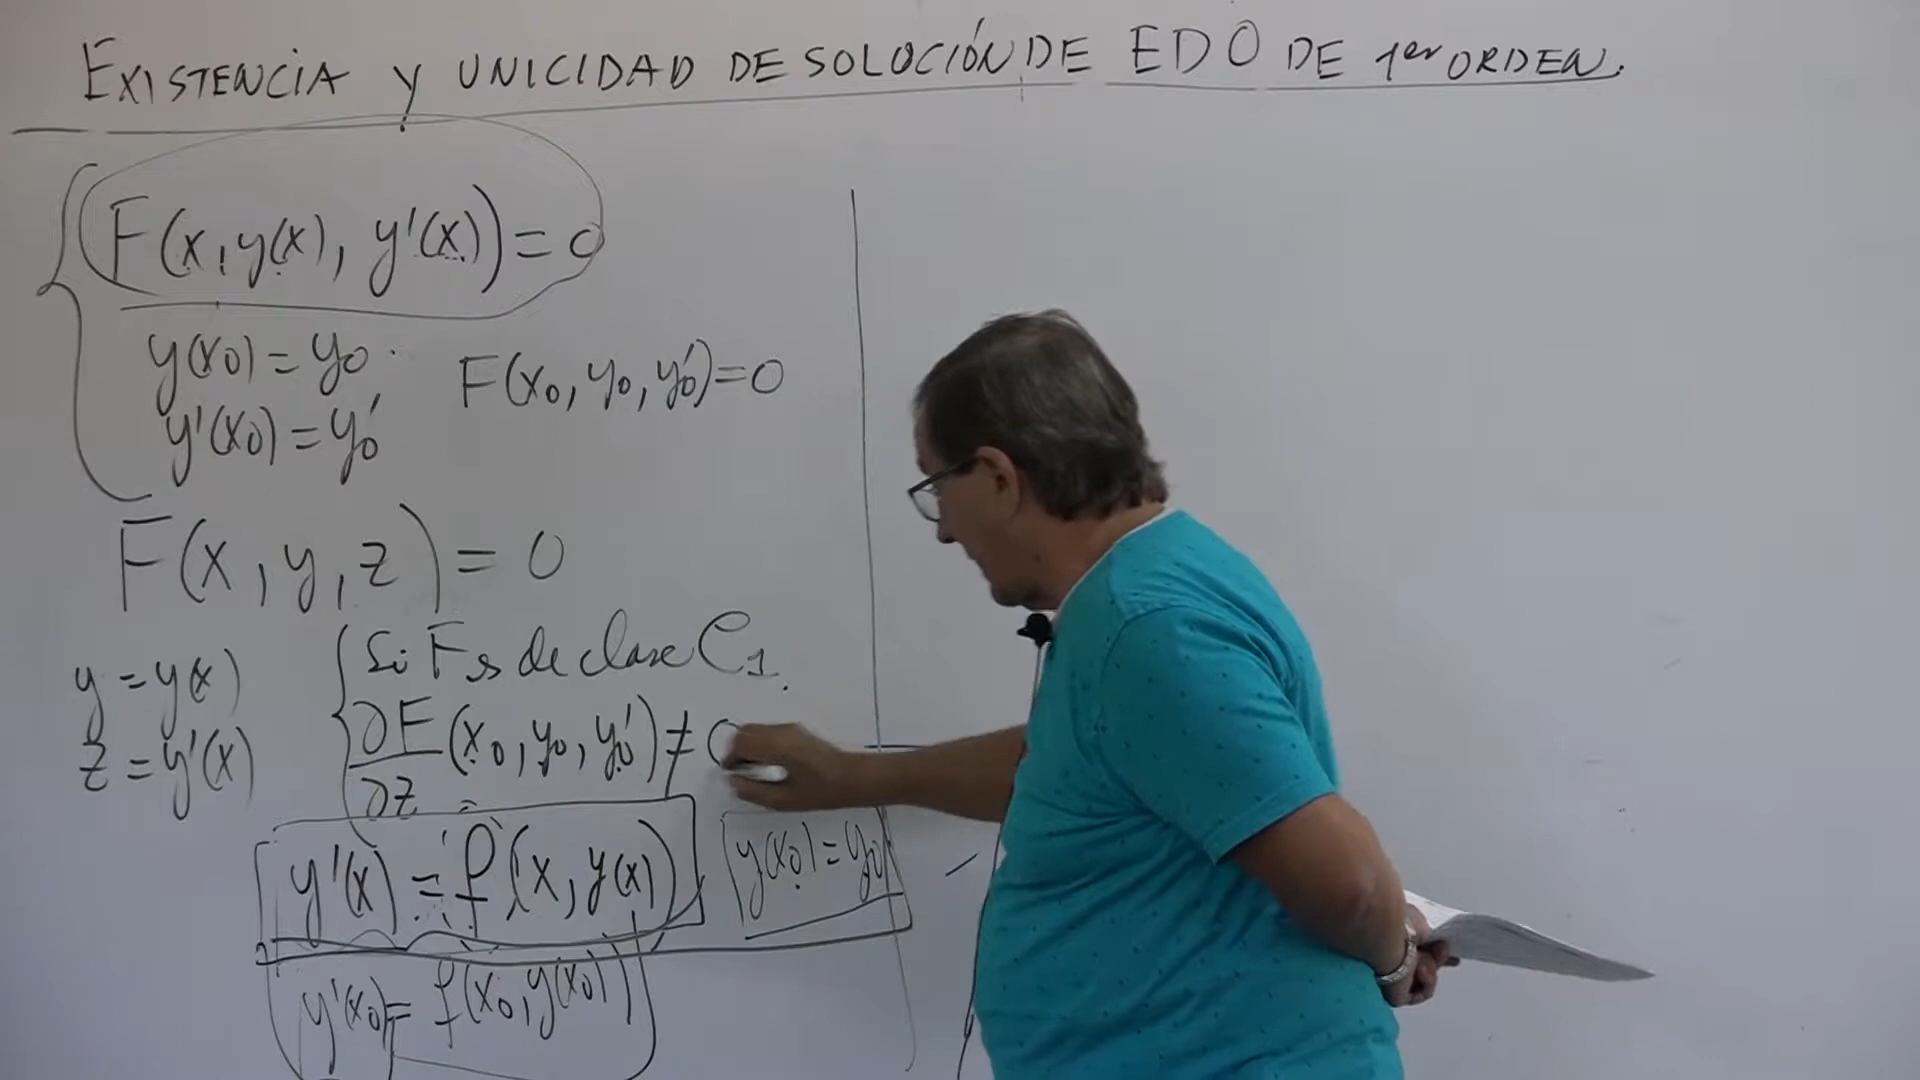 EXISTENCIA Y UNICIDAD DE SOLUCIÓN DE EDO DE 1er ORDEN.
F(x, y(x), y'(x)) = 0
y(x0) = y0
F(x0, y0, y0') = 0
y'(x0) = y0'
F(x, y, z) = 0
Si F es de clase C1.
y = y(x)
∂F/∂z (x0, y0, y0') ≠ 0
z = y'(x)
y'(x) = f(x, y(x))
y(x0) = y0
y'(x0) = f(x0, y(x0))